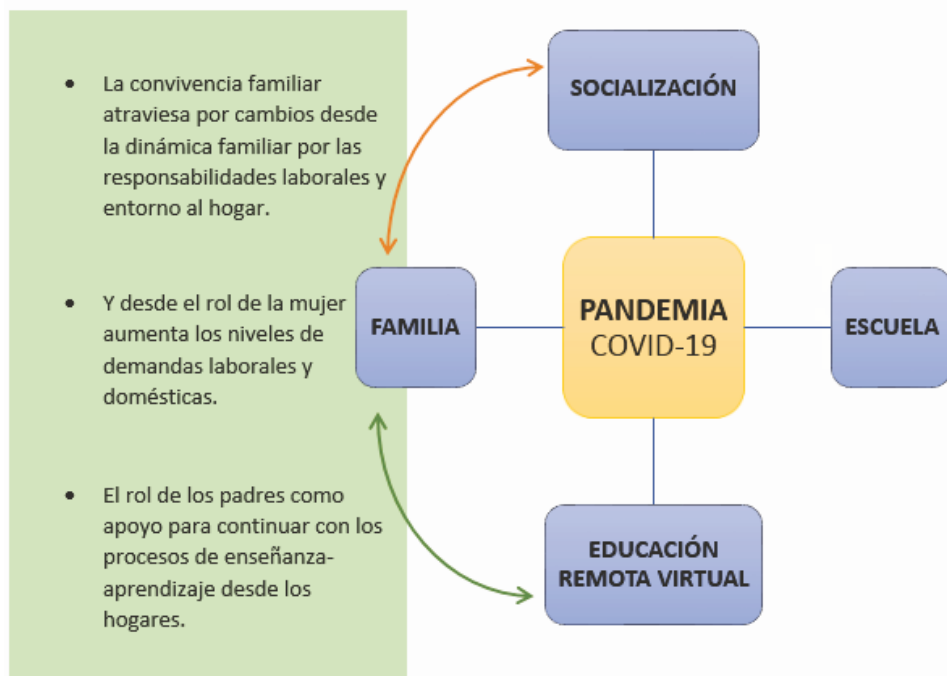 • La convivencia familiar
atraviesa por cambios desde
la dinámica familiar por las
responsabilidades laborales y
entorno al hogar.
• Y desde el rol de la mujer
aumenta los niveles de
demandas laborales y
domésticas.
• El rol de los padres como
apoyo para continuar con los
procesos de enseñanza-
aprendizaje desde los
hogares.
SOCIALIZACIÓN
FAMILIA
PANDEMIA
COVID-19
ESCUELA
EDUCACIÓN
REMOTA VIRTUAL